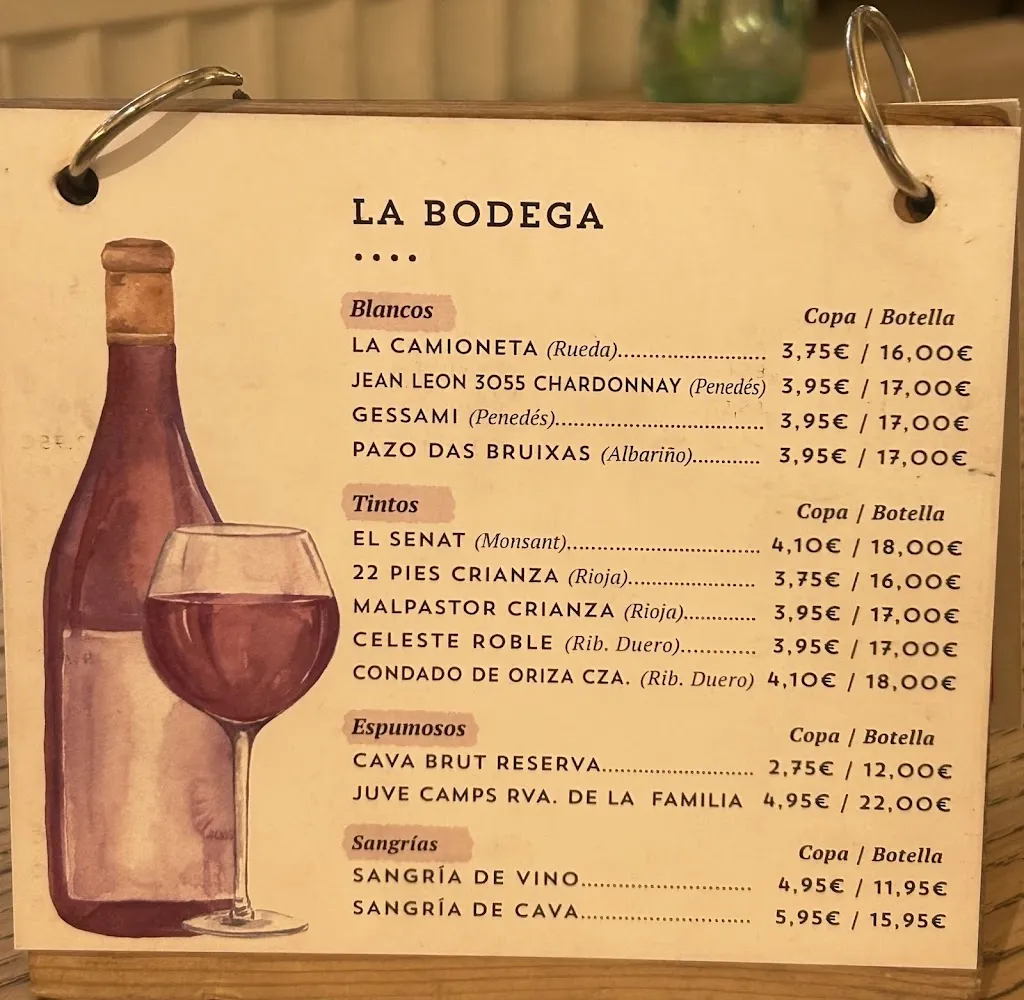 LA BODEGA
Blancos Copa / Botella
LA CAMIONETA (Rueda)........................ 3,75€ / 16,00€
JEAN LEON 3055 CHARDONNAY (Penedés) 3,95€ / 17,00€
GESSAMI (Penedés)................................... 3,95€ / 17,00€
PAZO DAS BRUIXAS (Albariño)........... 3,95€ / 17,00€
Tintos Copa / Botella
EL SENAT (Monsant)................................ 4,10€ / 18,00€
22 PIES CRIANZA (Rioja)..................... 3,75€ / 16,00€
MALPASTOR CRIANZA (Rioja)............ 3,95€ / 17,00€
CELESTE ROBLE (Rib. Duero)............ 3,95€ / 17,00€
CONDADO DE ORIZA CZA. (Rib. Duero) 4,10€ / 18,00€
Espumosos Copa / Botella
CAVA BRUT RESERVA......................... 2,75€ / 12,00€
JUVE CAMPS RVA. DE LA FAMILIA 4,95€ / 22,00€
Sangrías Copa / Botella
SANGRÍA DE VINO............................ 4,95€ / 11,95€
SANGRÍA DE CAVA............................ 5,95€ / 15,95€